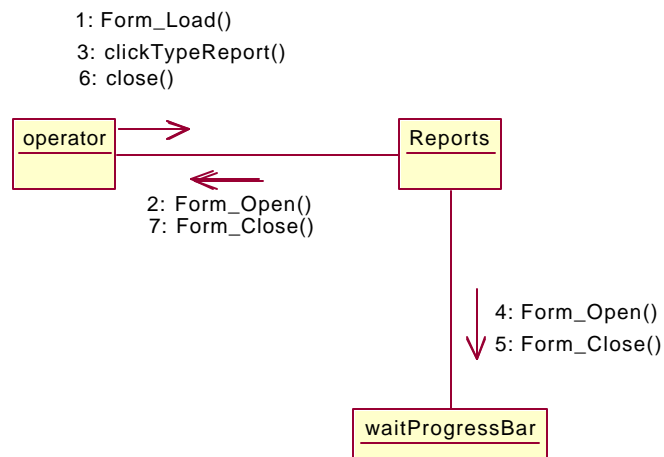 1: Form_Load()
3: clickTypeReport()
6: close()
operator
Reports
2: Form_Open()
7: Form_Close()
4: Form_Open()
5: Form_Close()
waitProgressBar